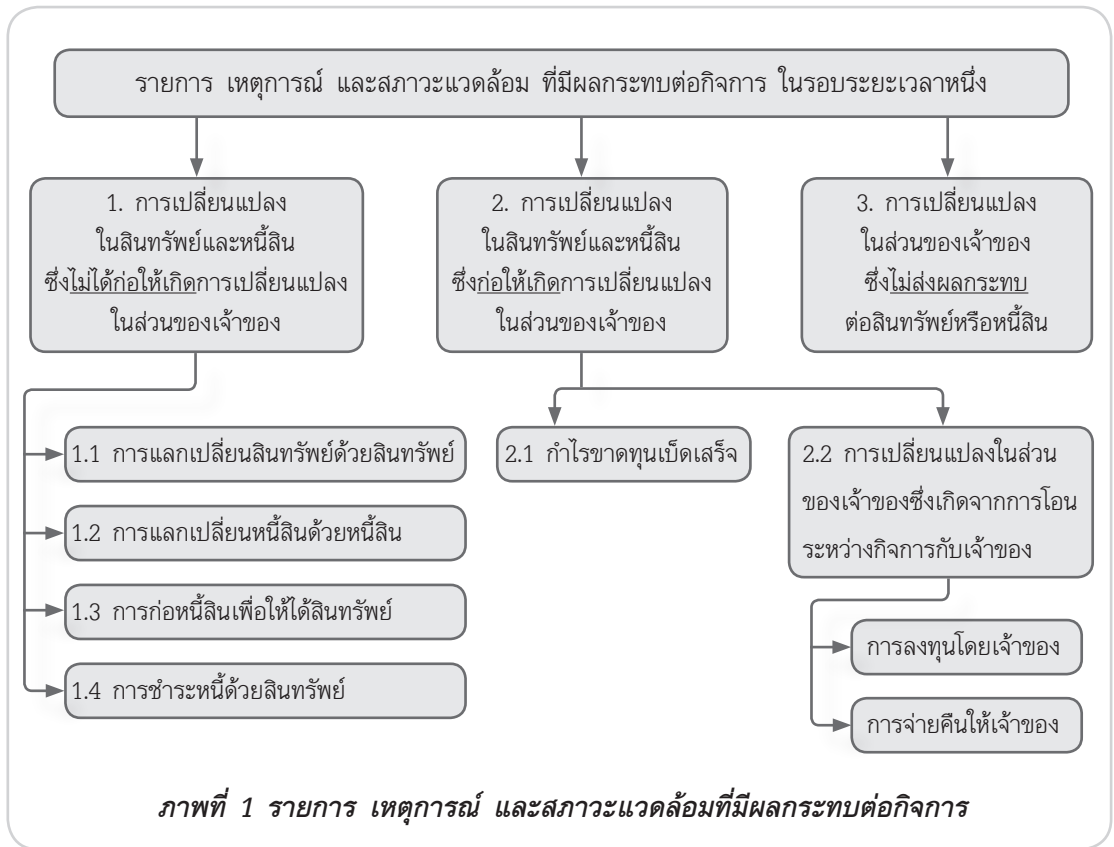 รายการ เหตุการณ์ และสภาวะแวดล้อม ที่มีผลกระทบต่อกิจการ ในรอบระยะเวลาหนึ่ง
1. การเปลี่ยนแปลง
ในสินทรัพย์และหนี้สิน
ซึ่งไม่ได้ก่อให้เกิดการเปลี่ยนแปลง
ในส่วนของเจ้าของ
2. การเปลี่ยนแปลง
ในสินทรัพย์และหนี้สิน
ซึ่งก่อให้เกิดการเปลี่ยนแปลง
ในส่วนของเจ้าของ
3. การเปลี่ยนแปลง
ในส่วนของเจ้าของ
ซึ่งไม่ส่งผลกระทบ
ต่อสินทรัพย์หรือหนี้สิน
1.1 การแลกเปลี่ยนสินทรัพย์ด้วยสินทรัพย์
1.2 การแลกเปลี่ยนหนี้สินด้วยหนี้สิน
1.3 การก่อหนี้สินเพื่อให้ได้สินทรัพย์
1.4 การชำระหนี้ด้วยสินทรัพย์
2.1 กำไรขาดทุนเบ็ดเสร็จ
2.2 การเปลี่ยนแปลงในส่วน
ของเจ้าของซึ่งเกิดจากการโอน
ระหว่างกิจการกับเจ้าของ
การลงทุนโดยเจ้าของ
การจ่ายคืนให้เจ้าของ
ภาพที่ 1 รายการ เหตุการณ์ และสภาวะแวดล้อมที่มีผลกระทบต่อกิจการ